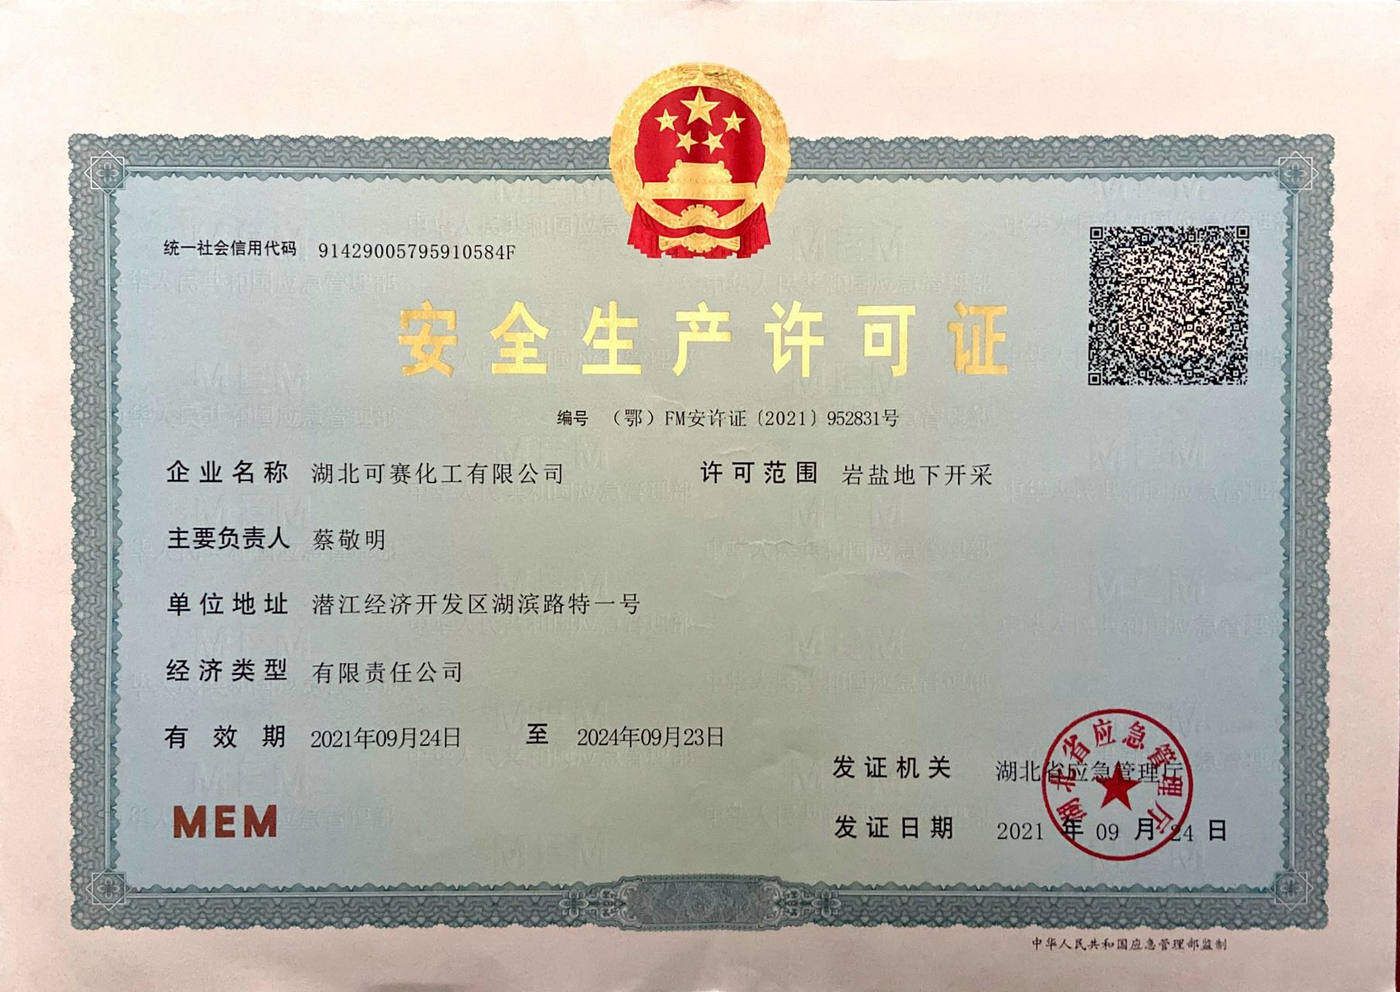 统一社会信用代码 91429005795910584F
安全生产许可证
编号 （鄂）FM安许证〔2021〕952831号
企业名称 湖北可赛化工有限公司 许可范围 岩盐地下开采
主要负责人 蔡敬明
单位地址 潜江经济开发区湖滨路特一号
经济类型 有限责任公司
有效期 2021年09月24日 至 2024年09月23日
发证机关 湖北省应急管理厅
湖北省应急管理厅
MEM
发证日期 2021 年 09 月 24 日
中华人民共和国应急管理部监制